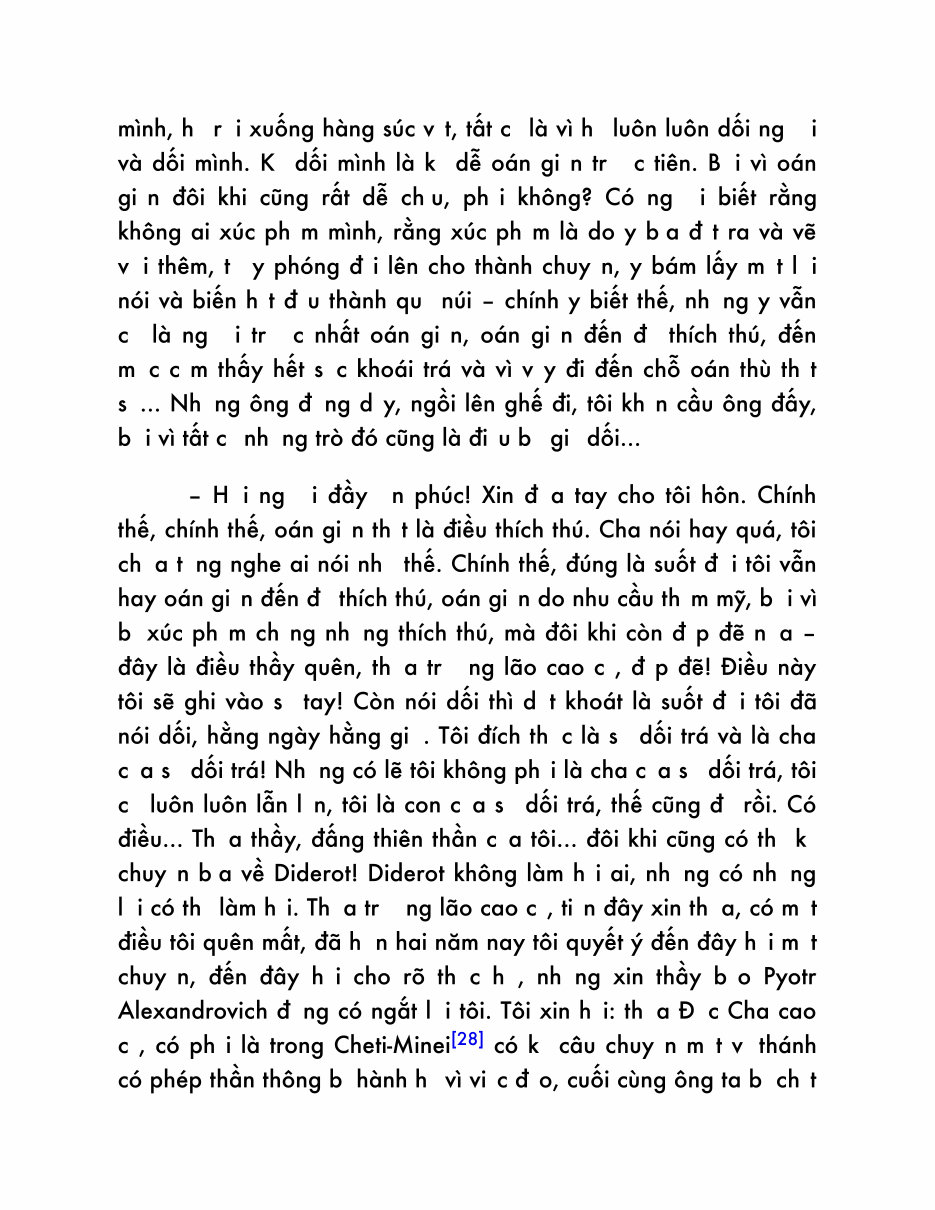 mình, h r i xuống hàng súc v t, tất c là vì h luôn luôn dối ng i
và dối mình. K dối mình là k dễ oán gi n tr c tiên. B i vì oán
gi n đôi khi cũng rất dễ ch u, ph i không? Có ng i biết rằng
không ai xúc ph m mình, rằng xúc ph m là do y b a đ t ra và vẽ
v i thêm, t y phóng đ i lên cho thành chuy n, y bám lấy m t l i
nói và biến h t đ u thành qu núi – chính y biết thế, nh ng y vẫn
c là ng i tr c nhất oán gi n, oán gi n đến đ thích thú, đến
m c c m thấy hết s c khoái trá và vì v y đi đến chỗ oán thù th t
s ... Nh ng ông đ ng d y, ngồi lên ghế đi, tôi kh n cầu ông đấy,
b i vì tất c nh ng trò đó cũng là đi u b gi dối...
– H i ng i đầy n phúc! Xin đ a tay cho tôi hôn. Chính
thế, chính thế, oán gi n th t là điều thích thú. Cha nói hay quá, tôi
ch a t ng nghe ai nói nh thế. Chính thế, đúng là suốt đ i tôi vẫn
hay oán gi n đến đ thích thú, oán gi n do nhu cầu th m mỹ, b i vì
b xúc ph m ch ng nh ng thích thú, mà đôi khi còn đ p đẽ n a –
đây là điều thầy quên, th a tr ng lão cao c , đ p đẽ! Điều này
tôi sẽ ghi vào s tay! Còn nói dối thì d t khoát là suốt đ i tôi đã
nói dối, hằng ngày hằng gi . Tôi đích th c là s dối trá và là cha
c a s dối trá! Nh ng có lẽ tôi không ph i là cha c a s dối trá, tôi
c luôn luôn lẫn l n, tôi là con c a s dối trá, thế cũng đ rồi. Có
điều... Th a thầy, đấng thiên thần c a tôi... đôi khi cũng có th k
chuy n b a về Diderot! Diderot không làm h i ai, nh ng có nh ng
l i có th làm h i. Th a tr ng lão cao c , ti n đây xin th a, có m t
điều tôi quên mất, đã h n hai năm nay tôi quyết ý đến đây h i m t
chuy n, đến đây h i cho rõ th c h , nh ng xin thầy b o Pyotr
Alexandrovich đ ng có ngắt l i tôi. Tôi xin h i: th a Đ c Cha cao
c , có ph i là trong Cheti-Minei[28] có k câu chuy n m t v thánh
có phép thần thông b hành h vì vi c đ o, cuối cùng ông ta b ch t